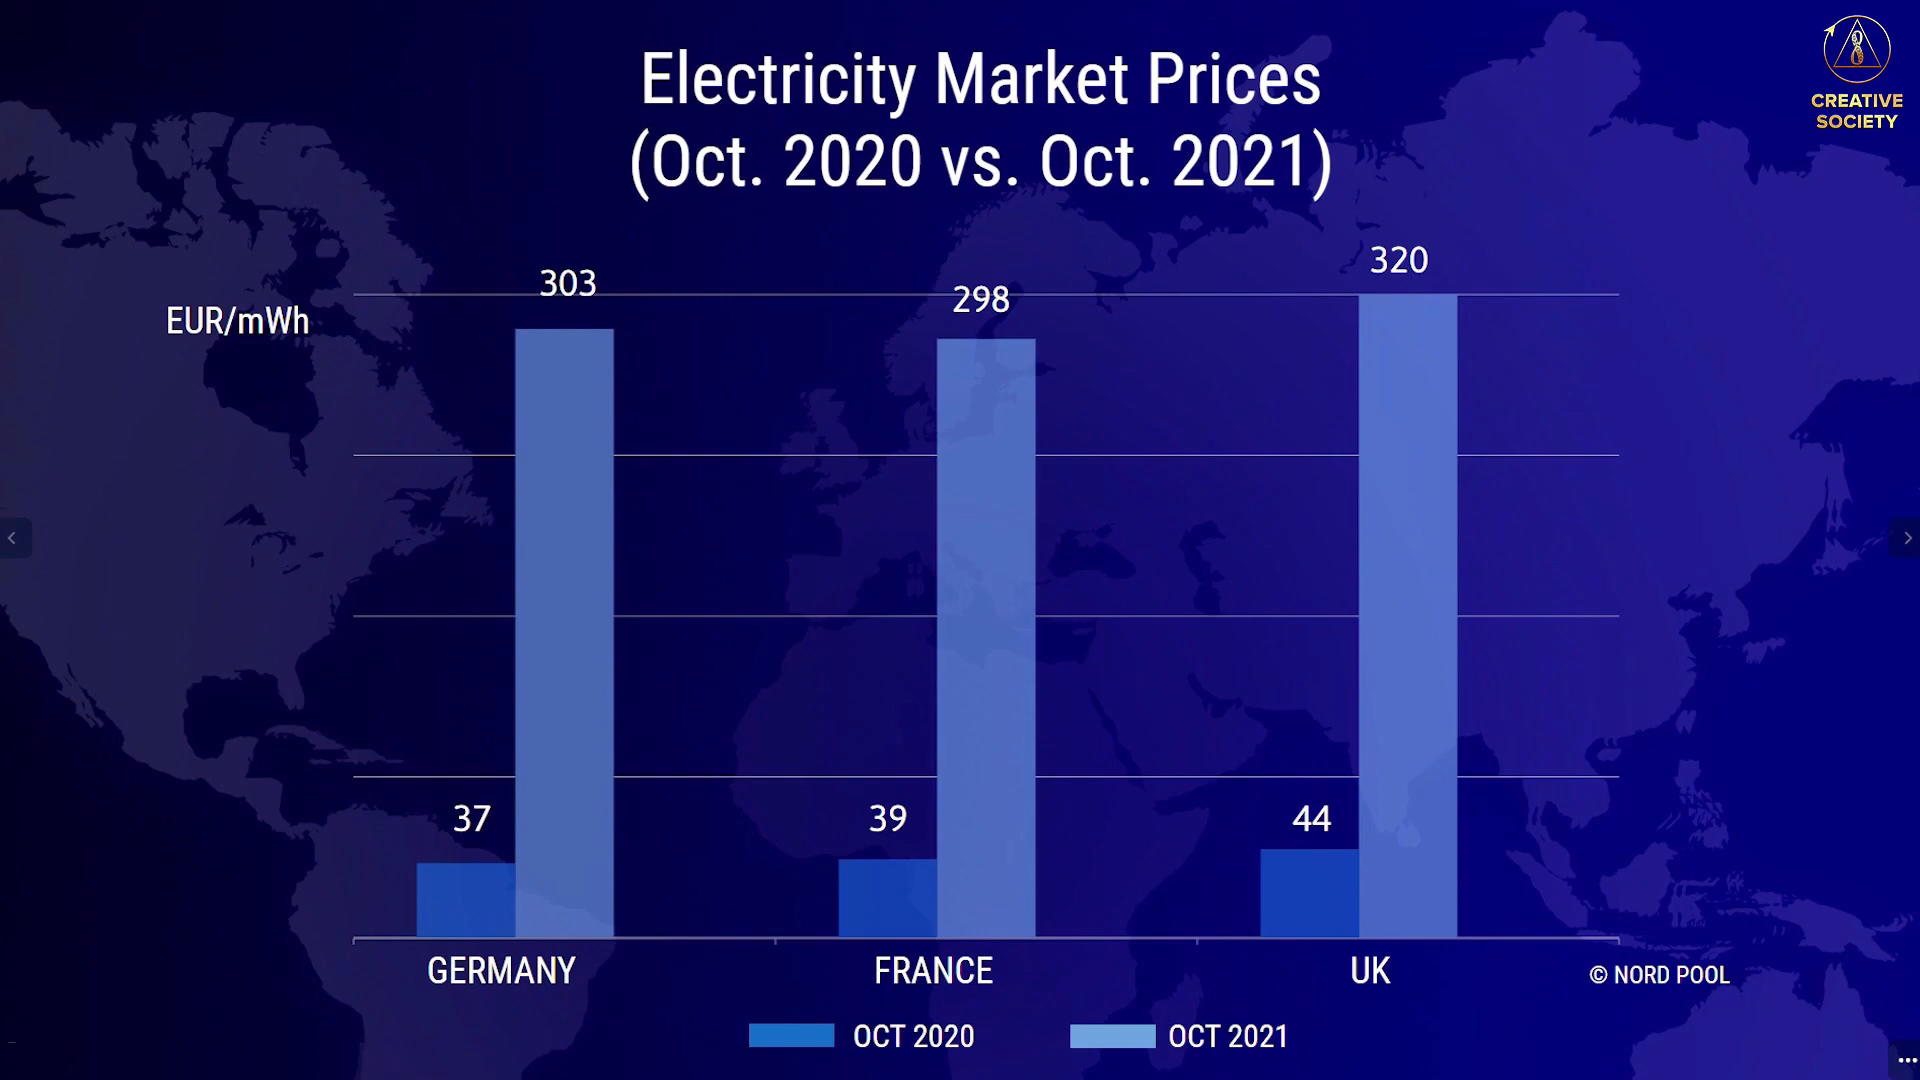 Electricity Market Prices
(Oct. 2020 vs. Oct. 2021)
CREATIVE
SOCIETY
EUR/mWh
303
298
320
37
39
44
GERMANY
FRANCE
UK
© NORD POOL
OCT 2020
OCT 2021